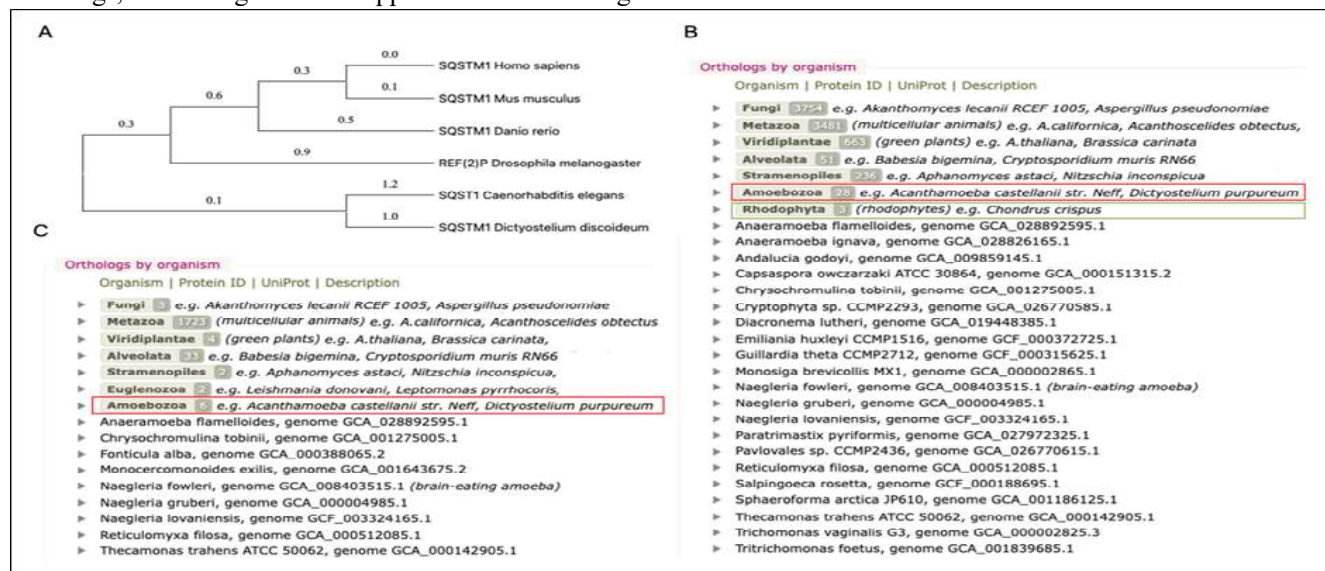 A
0.0
SQSTM1 Homo sapiens
0.3
0.1
SQSTM1 Mus musculus
0.6
0.5
SQSTM1 Danio rerio
0.3
0.9
REF(2)P Drosophila melanogaster
1.2
SQST1 Caenorhabditis elegans
0.1
1.0
SQSTM1 Dictyostelium discoideum
B
Orthologs by organism
Organism | Protein ID | UniProt | Description
Fungi 3754 e.g. Akanthomyces lecanii RCEF 1005, Aspergillus pseudonomiae
Metazoa 3481 (multicellular animals) e.g. A.californica, Acanthoscelides obtectus,
Viridiplantae 663 (green plants) e.g. A.thaliana, Brassica carinata
Alveolata 51 e.g. Babesia bigemina, Cryptosporidium muris RN66
Stramenopiles 236 e.g. Aphanomyces astaci, Nitzschia inconspicua
Amoebozoa 28 e.g. Acanthamoeba castellanii str. Neff, Dictyostelium purpureum
Rhodophyta 3 (rhodophytes) e.g. Chondrus crispus
Anaeramoeba flamelloides, genome GCA_028892595.1
Anaeramoeba ignava, genome GCA_028826165.1
Andalucia godoyi, genome GCA_009859145.1
Capsaspora owczarzaki ATCC 30864, genome GCA_000151315.2
Chrysochromulina tobinii, genome GCA_001275005.1
Cryptophyta sp. CCMP2293, genome GCA_026770585.1
Diacronema lutheri, genome GCA_019448385.1
Emiliania huxleyi CCMP1516, genome GCF_000372725.1
Guillardia theta CCMP2712, genome GCF_000315625.1
Monosiga brevicollis MX1, genome GCA_000002865.1
Naegleria fowleri, genome GCA_008403515.1 (brain-eating amoeba)
Naegleria gruberi, genome GCA_000004985.1
Naegleria lovaniensis, genome GCF_003324165.1
Paratrimastix pyriformis, genome GCA_027972325.1
Pavlovales sp. CCMP2436, genome GCA_026770615.1
Reticulomyxa filosa, genome GCA_000512085.1
Salpingoeca rosetta, genome GCF_000188695.1
Sphaeroforma arctica JP610, genome GCA_001186125.1
Thecamonas trahens ATCC 50062, genome GCA_000142905.1
Trichomonas vaginalis G3, genome GCA_000002825.3
Tritrichomonas foetus, genome GCA_001839685.1
C
Orthologs by organism
Organism | Protein ID | UniProt | Description
Fungi 3 e.g. Akanthomyces lecanii RCEF 1005, Aspergillus pseudonomiae
Metazoa 1723 (multicellular animals) e.g. A.californica, Acanthoscelides obtectus
Viridiplantae 4 (green plants) e.g. A.thaliana, Brassica carinata,
Alveolata 33 e.g. Babesia bigemina, Cryptosporidium muris RN66
Stramenopiles 2 e.g. Aphanomyces astaci, Nitzschia inconspicua,
Euglenozoa 2 e.g. Leishmania donovani, Leptomonas pyrrhocoris,
Amoebozoa 6 e.g. Acanthamoeba castellanii str. Neff, Dictyostelium purpureum
Anaeramoeba flamelloides, genome GCA_028892595.1
Chrysochromulina tobinii, genome GCA_001275005.1
Fonticula alba, genome GCA_000388065.2
Monocercomonoides exilis, genome GCA_001643675.2
Naegleria fowleri, genome GCA_008403515.1 (brain-eating amoeba)
Naegleria gruberi, genome GCA_000004985.1
Naegleria lovaniensis, genome GCF_003324165.1
Reticulomyxa filosa, genome GCA_000512085.1
Thecamonas trahens ATCC 50062, genome GCA_000142905.1